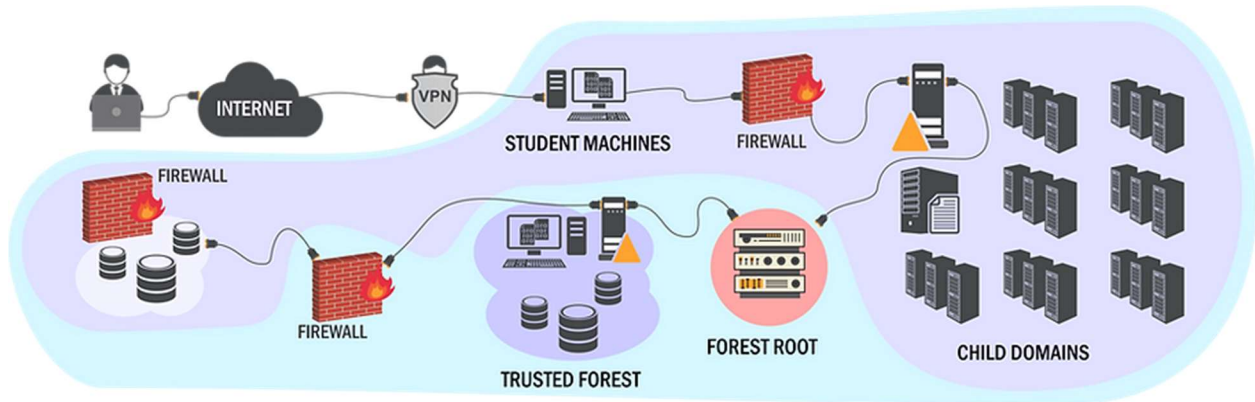 INTERNET
VPN
STUDENT MACHINES
FIREWALL
FIREWALL
FIREWALL
TRUSTED FOREST
FOREST ROOT
CHILD DOMAINS